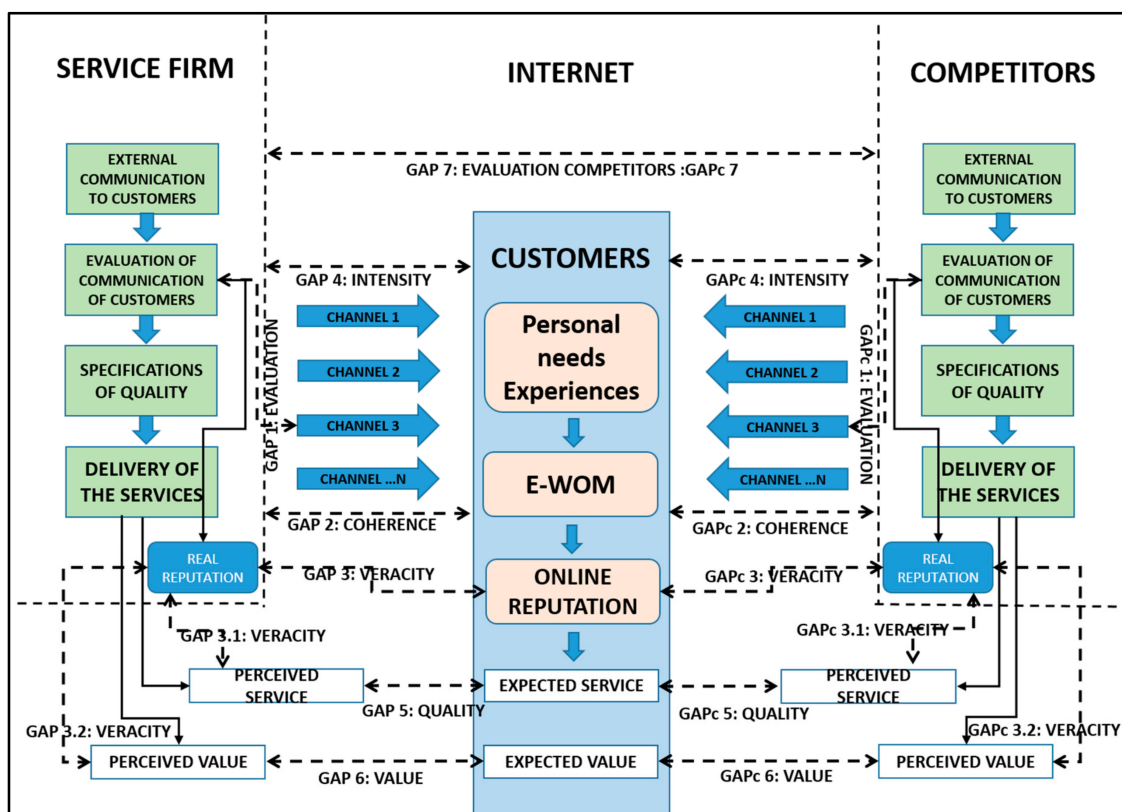 SERVICE FIRM
INTERNET
COMPETITORS
EXTERNAL
COMMUNICATION
TO CUSTOMERS
EXTERNAL
COMMUNICATION
TO CUSTOMERS
GAP 7: EVALUATION COMPETITORS :GAPc 7
EVALUATION OF
COMMUNICATION
OF CUSTOMERS
CUSTOMERS
EVALUATION OF
COMMUNICATION
OF CUSTOMERS
GAP 4: INTENSITY
GAPc 4: INTENSITY
CHANNEL 1
CHANNEL 2
CHANNEL 3
CHANNEL ...N
Personal
needs
Experiences
CHANNEL 1
CHANNEL 2
CHANNEL 3
CHANNEL ...N
GAP 1: EVALUATION
GAPc 1: EVALUATION
SPECIFICATIONS
OF QUALITY
SPECIFICATIONS
OF QUALITY
DELIVERY OF
THE SERVICES
E-WOM
DELIVERY OF
THE SERVICES
GAP 2: COHERENCE
GAPc 2: COHERENCE
REAL
REPUTATION
GAP 3: VERACITY
ONLINE
REPUTATION
GAPc 3: VERACITY
REAL
REPUTATION
GAP 3.1: VERACITY
GAPc 3.1: VERACITY
PERCEIVED
SERVICE
EXPECTED SERVICE
PERCEIVED
SERVICE
GAP 5: QUALITY
GAPc 5: QUALITY
GAP 3.2: VERACITY
GAPc 3.2: VERACITY
PERCEIVED VALUE
EXPECTED VALUE
PERCEIVED VALUE
GAP 6: VALUE
GAPc 6: VALUE